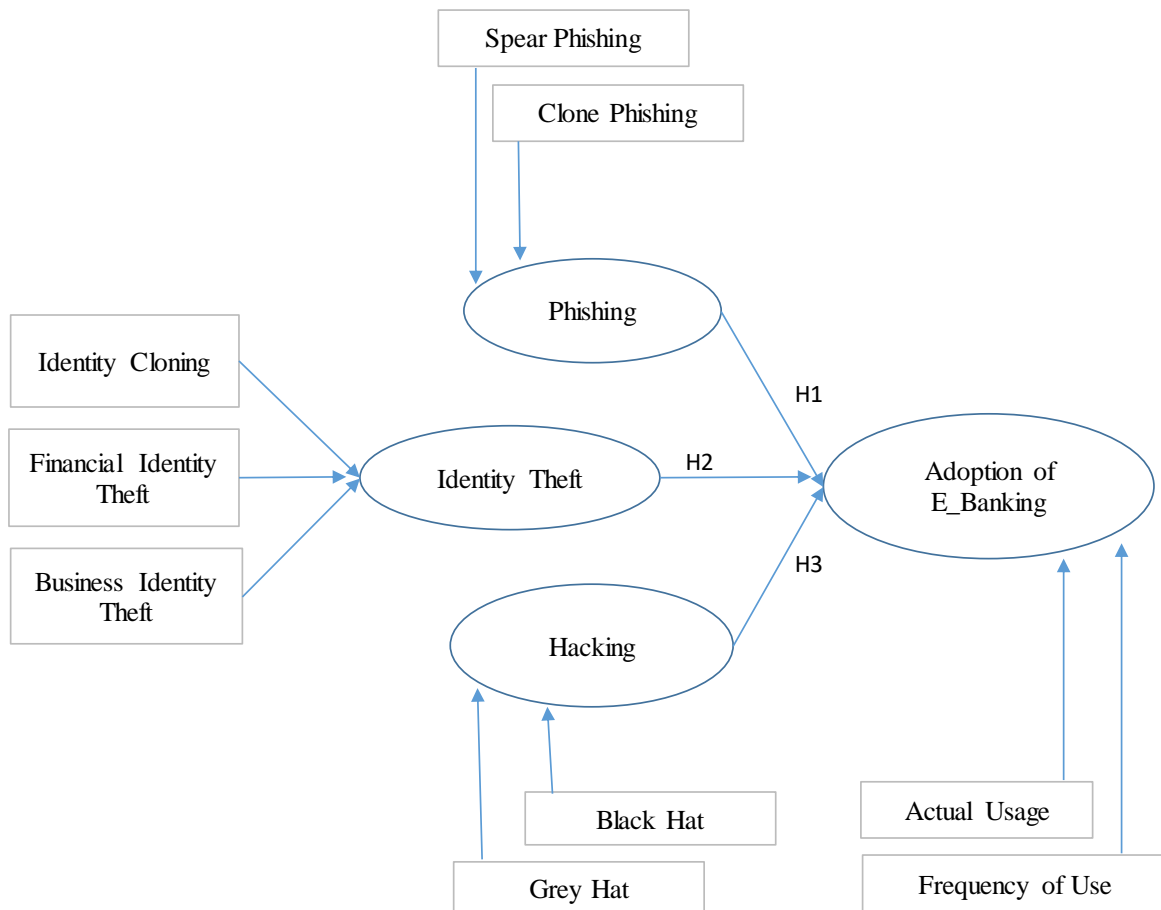 Spear Phishing
Clone Phishing
Phishing
Identity Cloning
H1
Financial Identity
Theft
Identity Theft
H2
Adoption of
E_Banking
Business Identity
Theft
H3
Hacking
Black Hat
Actual Usage
Grey Hat
Frequency of Use